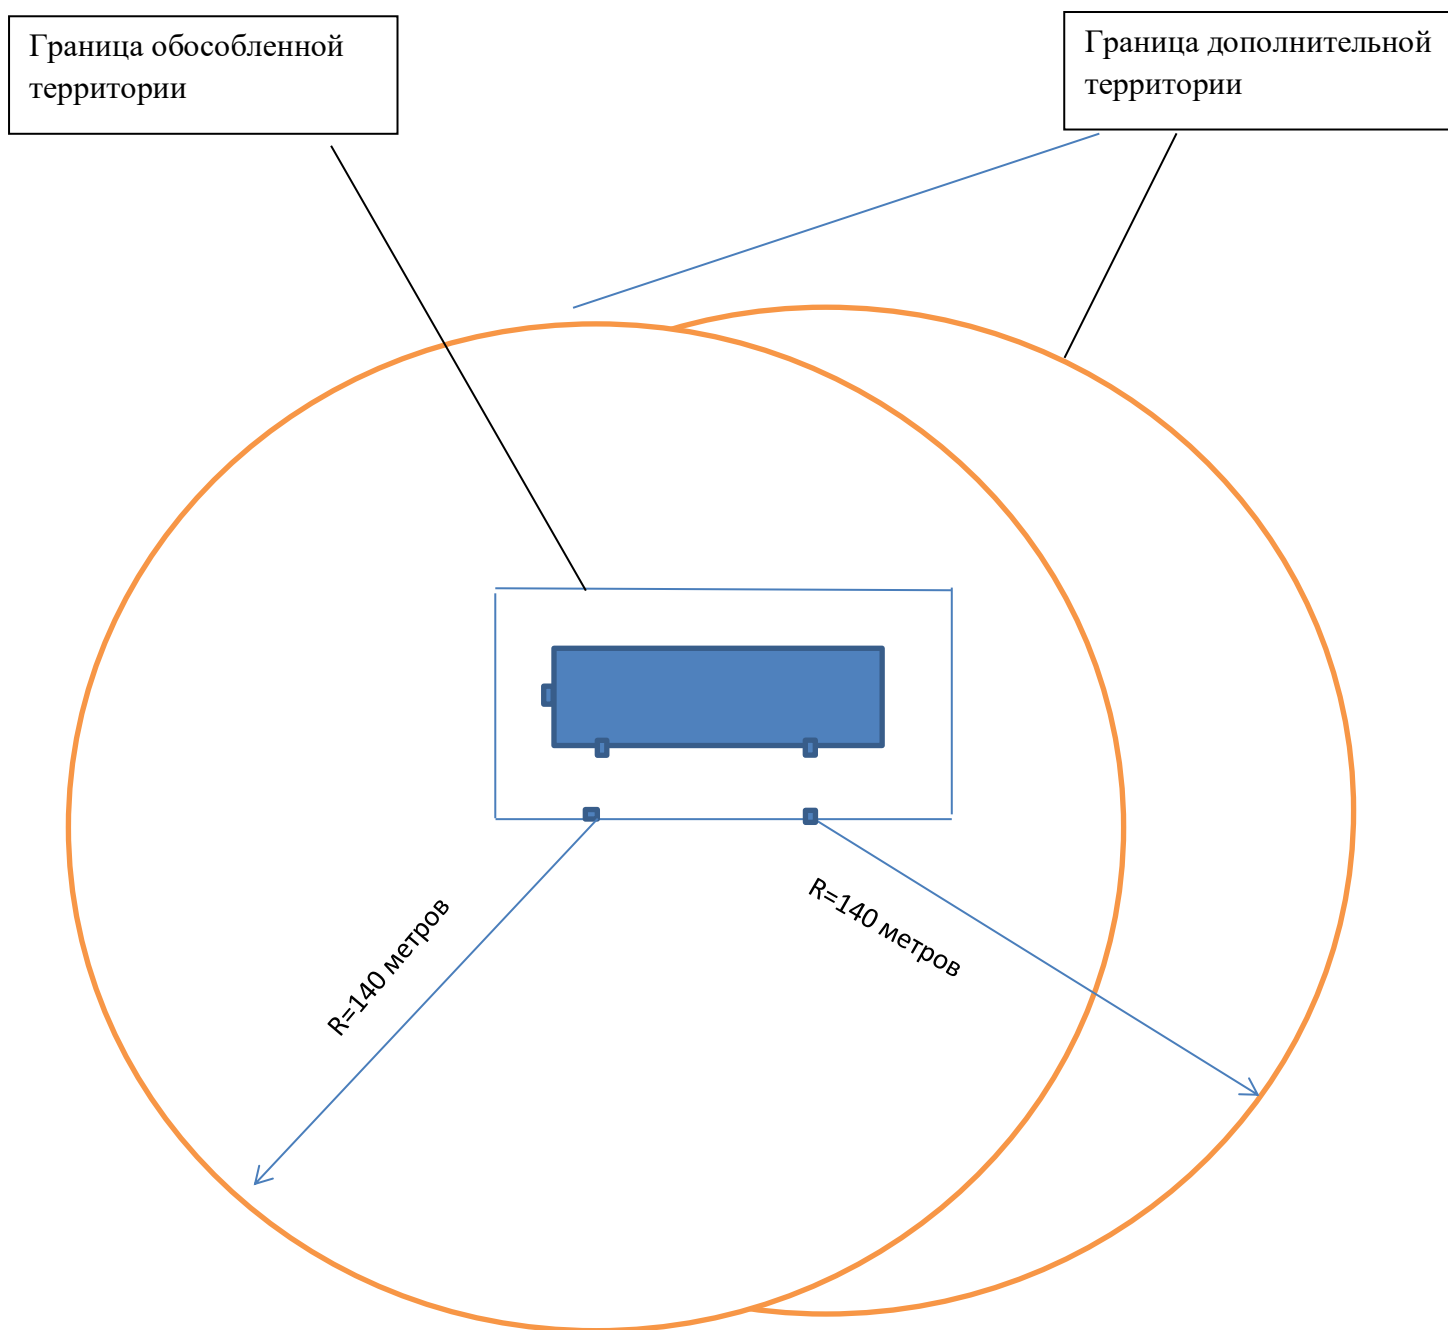 Граница обособленной
территории
Граница дополнительной
территории
R=140 метров
R=140 метров